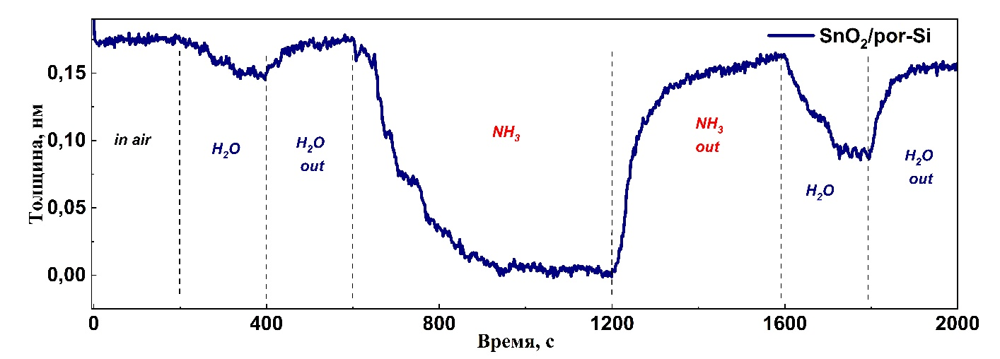 SnO2/por-Si
Толщина, нм
0,15
0,10
0,05
0,00
in air
H2O
H2O
out
NH3
NH3
out
H2O
H2O
out
0 400 800 1200 1600 2000
Время, с